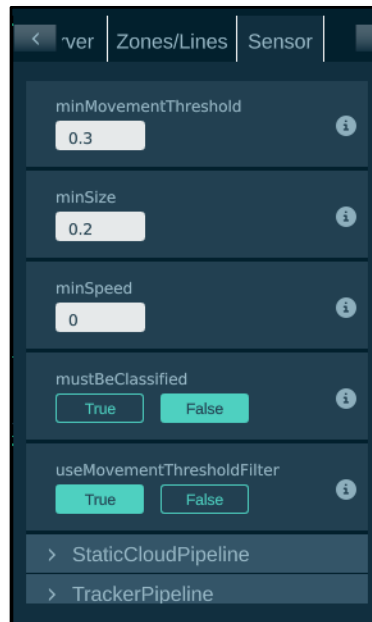 rver Zones/Lines Sensor
minMovementThreshold
0.3
minSize
0.2
minSpeed
0
mustBeClassified
True False
useMovementThresholdFilter
True False
StaticCloudPipeline
TrackerPipeline